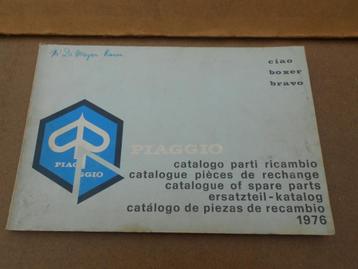 ciao
boxer
bravo
PIAGGIO
PIAGGIO
catalogo parti ricambio
catalogue pièces de rechange
catalogue of spare parts
ersatzteil-katalog
catálogo de piezas de recambio
1976